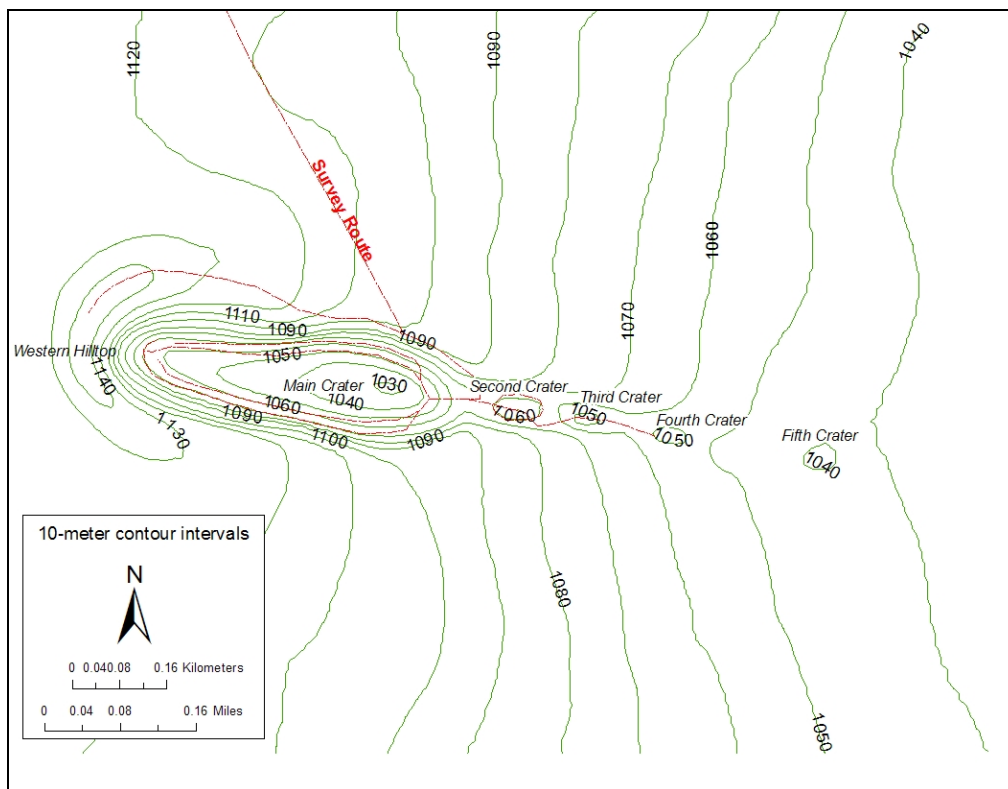 1120
1090
1040
Survey Route
1070
1060
1110
1090
1090
Western Hilltop
1050
1140
Main Crater
1030
1040
Second Crater
1060
Third Crater
1050
1060
1090
1130
1100
1090
Fourth Crater
1050
Fifth Crater
1040
10-meter contour intervals
N
0 0.04 0.08 0.16 Kilometers
0 0.04 0.08 0.16 Miles
1080
1050